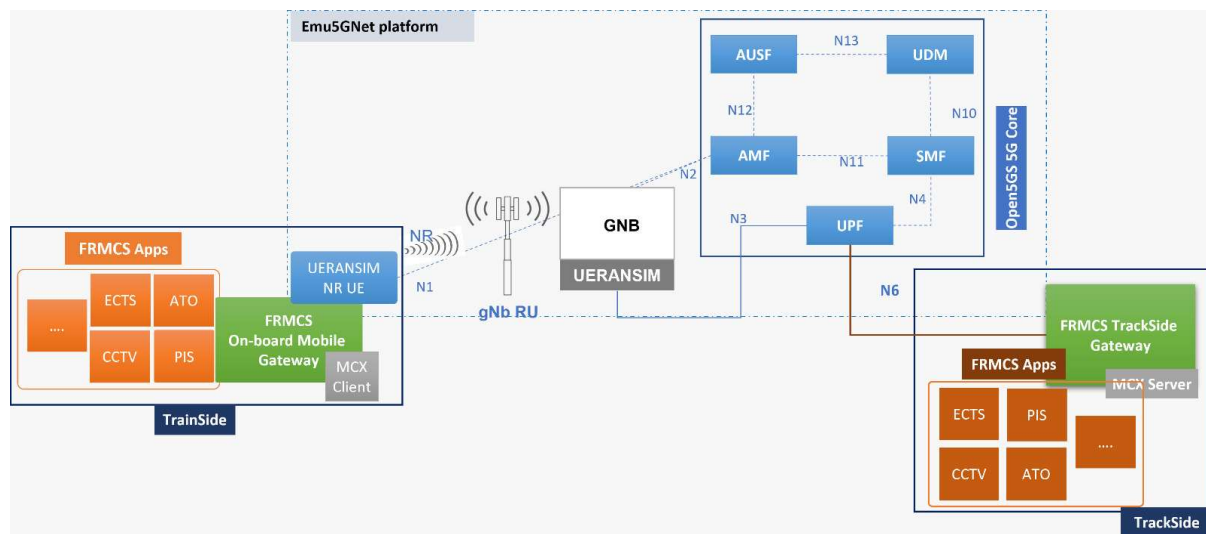 Emu5GNet platform
AUSF
N13
UDM
N12
N10
AMF
N11
SMF
N2
N4
N3
UPF
Open5GS 5G Core
GNB
UERANSIM
NR
N1
gNb RU
N6
FRMCS Apps
UERANSIM
NR UE
....
ECTS
ATO
CCTV
PIS
FRMCS
On-board Mobile
Gateway
MCX
Client
TrainSide
FRMCS TrackSide
Gateway
MCX Server
FRMCS Apps
ECTS
PIS
....
CCTV
ATO
TrackSide